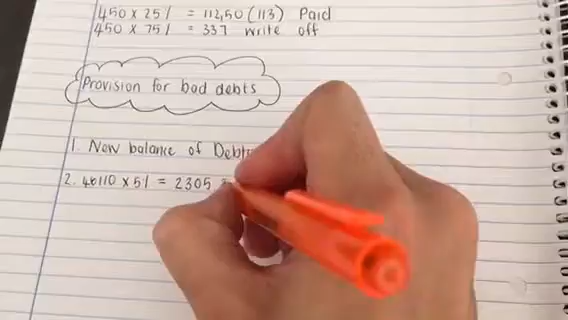 450 x 25% = 112,50 (113) Paid
450 x 75% = 337 Write off
Provision for bad debts
1. New balance of Debt
2. 46110 x 5% = 2305